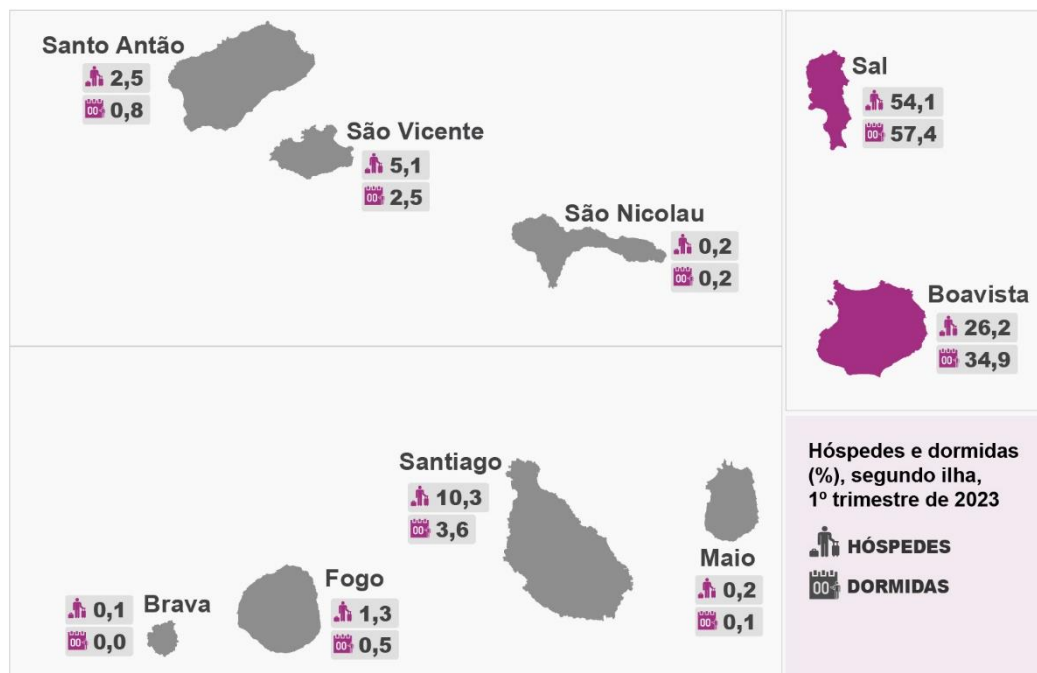 Santo Antão
2,5
0,8
São Vicente
5,1
2,5
São Nicolau
0,2
0,2
Sal
54,1
57,4
Boavista
26,2
34,9
Santiago
10,3
3,6
Maio
0,2
0,1
Fogo
1,3
0,5
Brava
0,1
0,0
Hóspedes e dormidas
(%), segundo ilha,
1º trimestre de 2023
HÓSPEDES
DORMIDAS